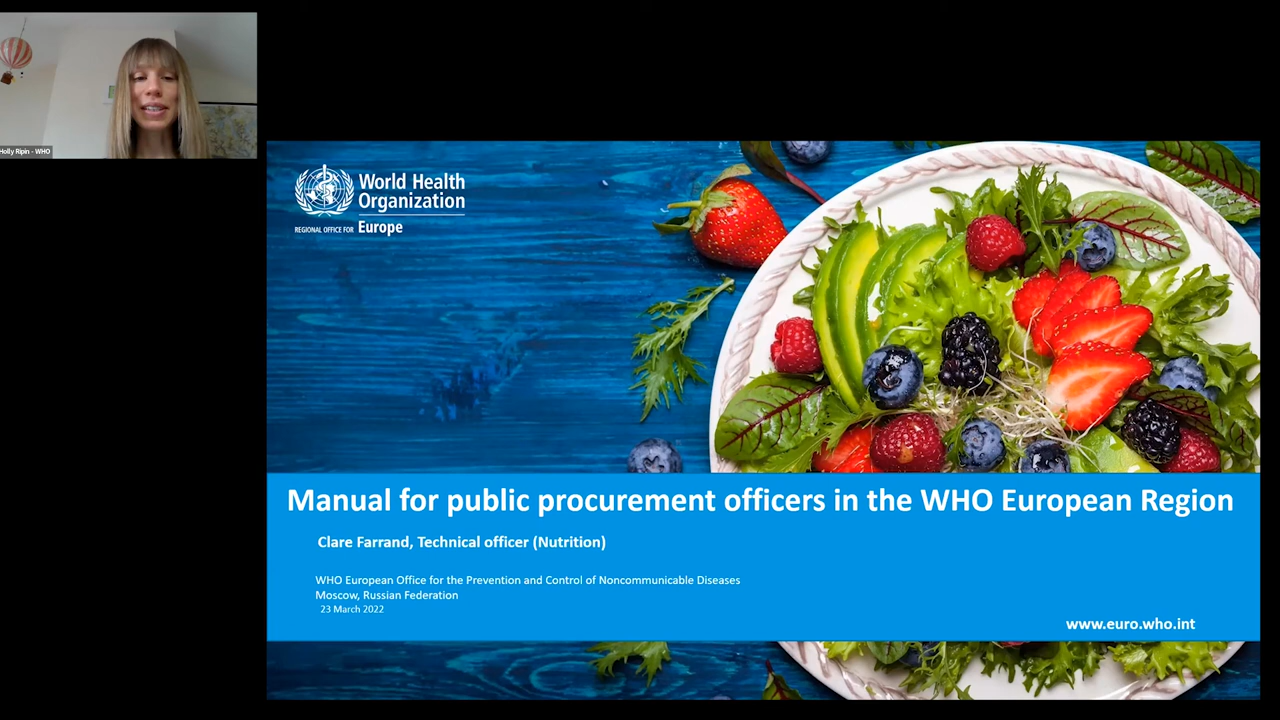 Holly Ripin - WHO
World Health
Organization
REGIONAL OFFICE FOR Europe
Manual for public procurement officers in the WHO European Region
Clare Farrand, Technical officer (Nutrition)
WHO European Office for the Prevention and Control of Noncommunicable Diseases
Moscow, Russian Federation
23 March 2022
www.euro.who.int